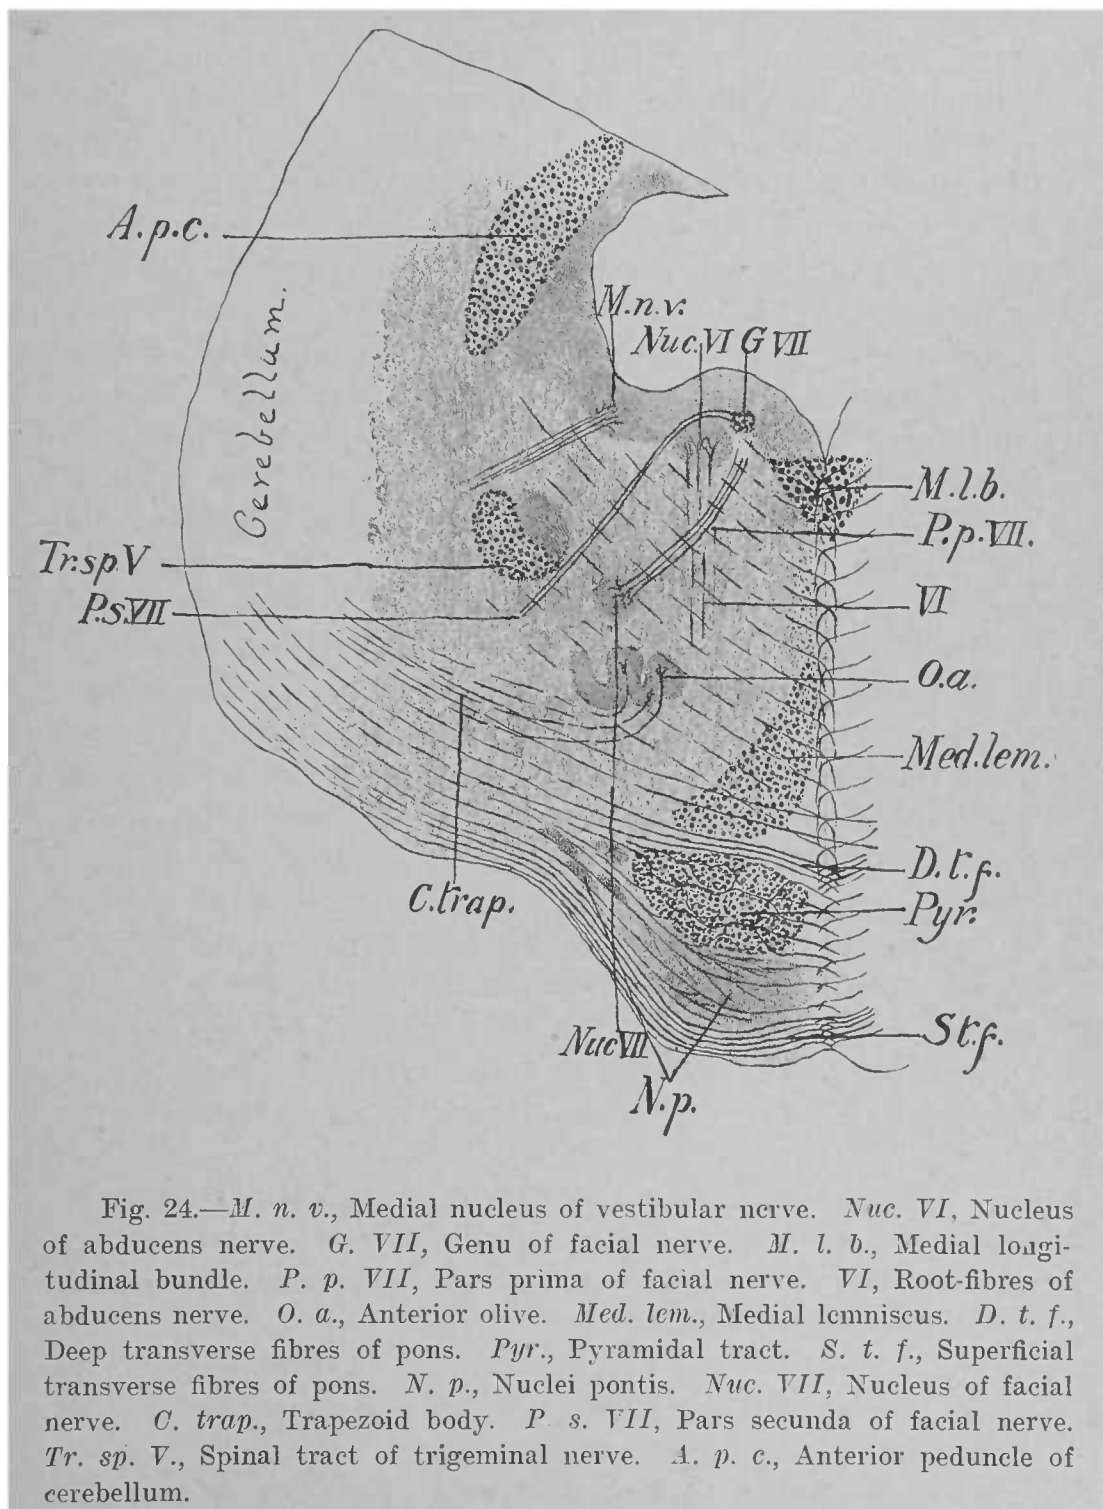 A.p.c.
Cerebellum.
M.n.v.
Nuc.VI G VII
M.l.b.
P.p.VII.
Tr.sp.V
VI
P.s.VII
O.a.
Med.lem.
D.t.f.
C.trap.
Pyr.
S.t.f.
Nuc VII
N.p.
Fig. 24.—M. n. v., Medial nucleus of vestibular nerve. Nuc. VI, Nucleus
of abducens nerve. G. VII, Genu of facial nerve. M. l. b., Medial longi-
tudinal bundle. P. p. VII, Pars prima of facial nerve. VI, Root-fibres of
abducens nerve. O. a., Anterior olive. Med. lem., Medial lemniscus. D. t. f.,
Deep transverse fibres of pons. Pyr., Pyramidal tract. S. t. f., Superficial
transverse fibres of pons. N. p., Nuclei pontis. Nuc. VII, Nucleus of facial
nerve. C. trap., Trapezoid body. P s. VII, Pars secunda of facial nerve.
Tr. sp. V., Spinal tract of trigeminal nerve. A. p. c., Anterior peduncle of
cerebellum.